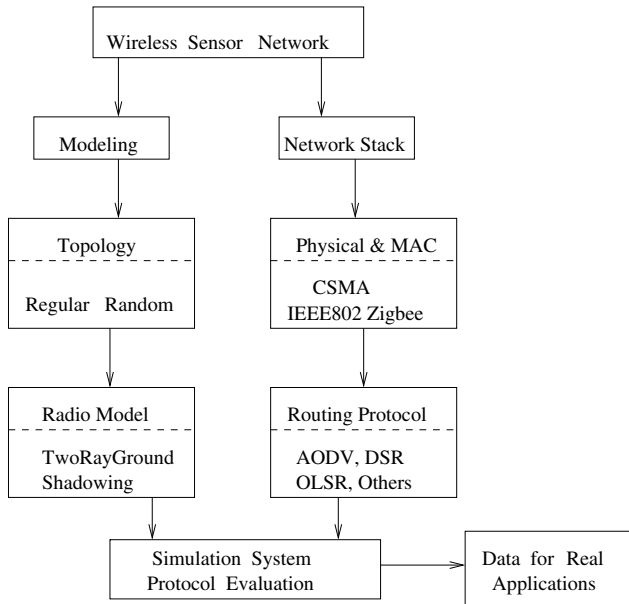 Wireless Sensor Network
Modeling
Network Stack
Topology
Regular Random
Physical & MAC
CSMA
IEEE802 Zigbee
Radio Model
TwoRayGround
Shadowing
Routing Protocol
AODV, DSR
OLSR, Others
Simulation System
Protocol Evaluation
Data for Real
Applications